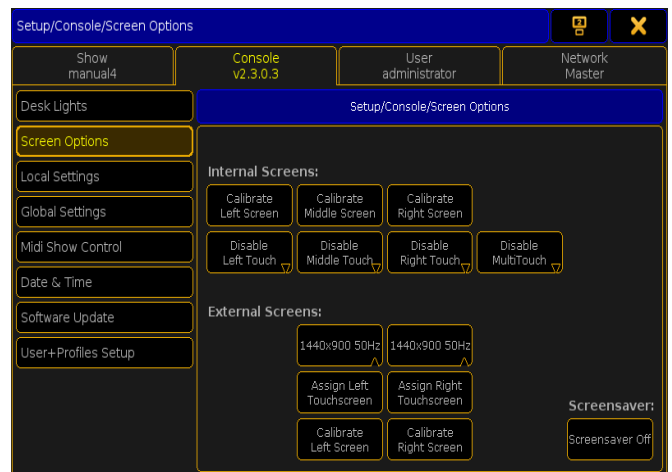 Setup/Console/Screen Options
2
Show
manual4
Console
v2.3.0.3
User
administrator
Network
Master
Desk Lights
Screen Options
Local Settings
Global Settings
Midi Show Control
Date & Time
Software Update
User+Profiles Setup
Setup/Console/Screen Options
Internal Screens:
Calibrate
Left Screen
Calibrate
Middle Screen
Calibrate
Right Screen
Disable
Left Touch
Disable
Middle Touch
Disable
Right Touch
Disable
MultiTouch
External Screens:
1440x900 50Hz
1440x900 50Hz
Assign Left
Touchscreen
Assign Right
Touchscreen
Calibrate
Left Screen
Calibrate
Right Screen
Screensaver:
Screensaver Off